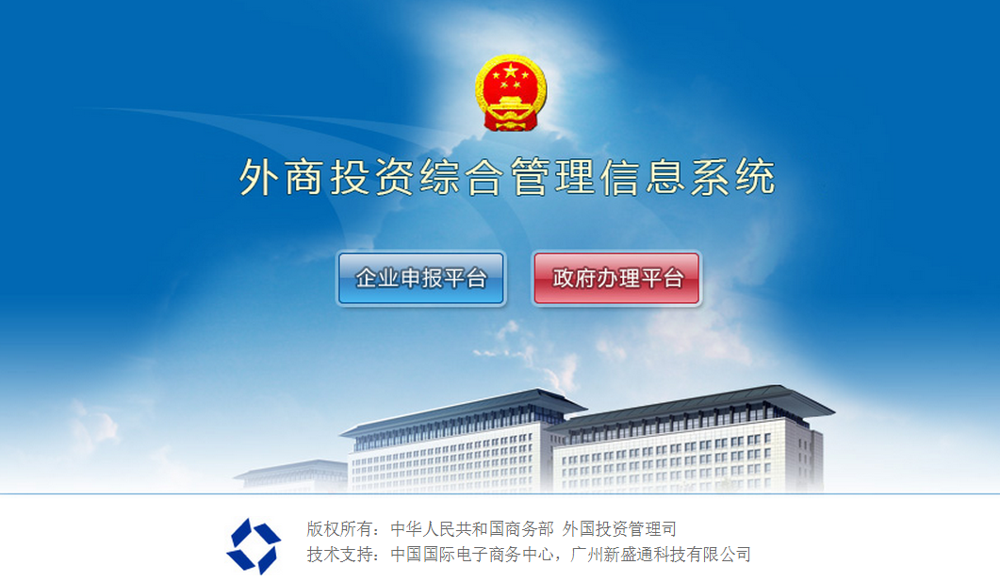 外商投资综合管理信息系统
企业申报平台
政府办理平台
版权所有：中华人民共和国商务部 外国投资管理司
技术支持：中国国际电子商务中心，广州新盛通科技有限公司